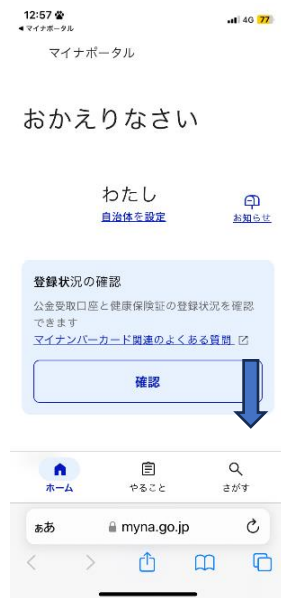 12:57
4G 77
◀ マイナポータル
マイナポータル
おかえりなさい
わたし
自治体を設定
お知らせ
登録状況の確認
公金受取口座と健康保険証の登録状況を確認
できます
マイナンバーカード関連のよくある質問
確認
ホーム
やること
さがす
ぁあ
myna.go.jp